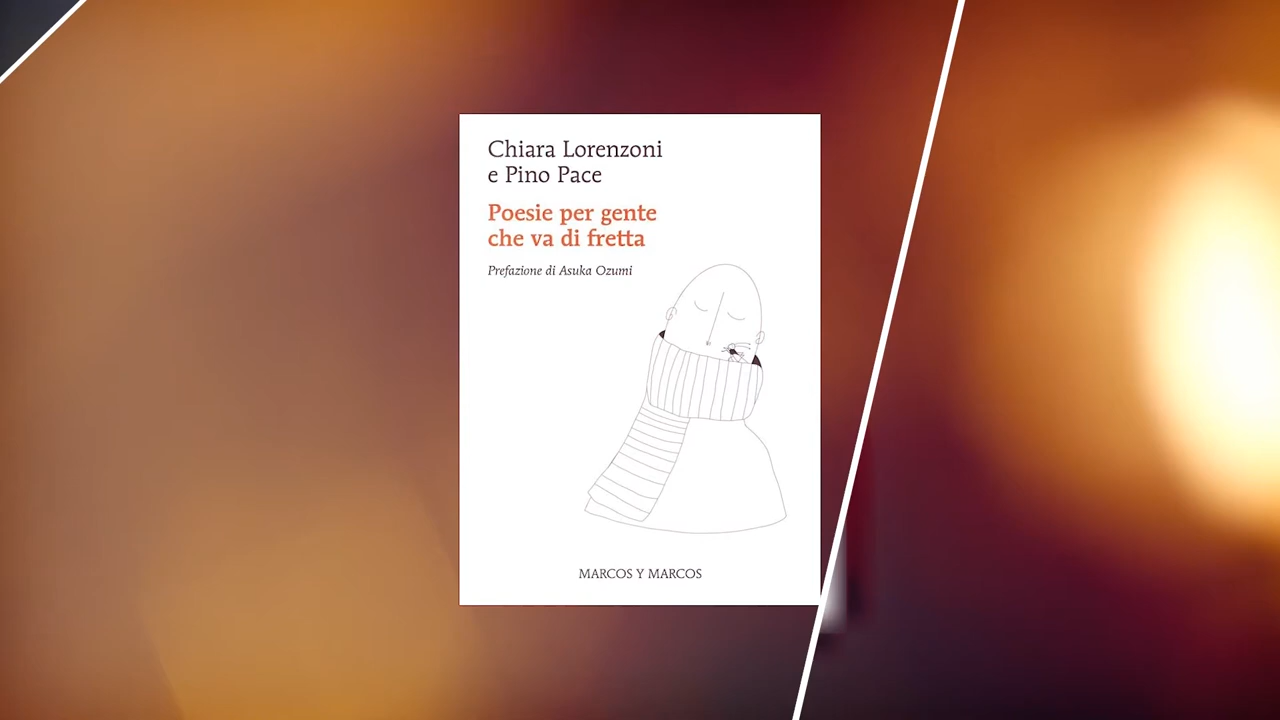 Chiara Lorenzoni
e Pino Pace
Poesie per gente
che va di fretta
Prefazione di Asuka Ozumi
MARCOS Y MARCOS